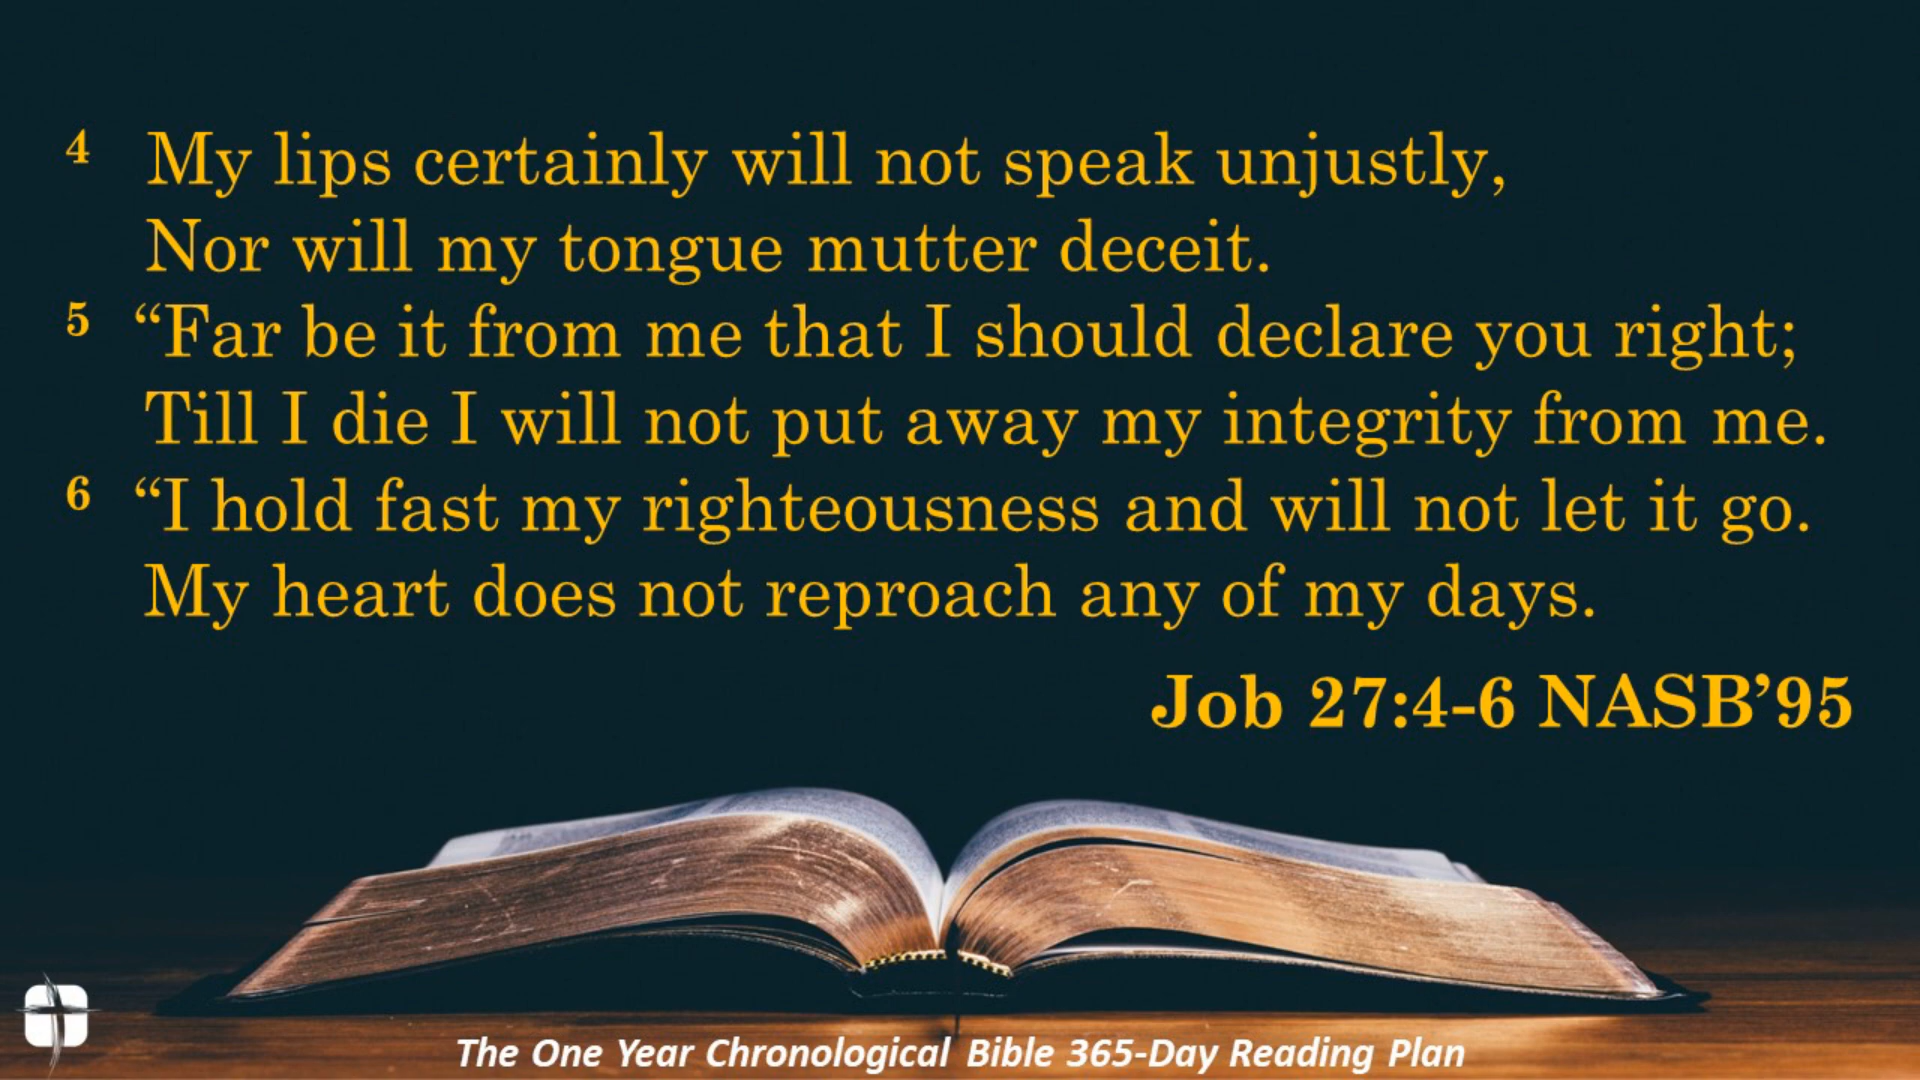 4 My lips certainly will not speak unjustly,
Nor will my tongue mutter deceit.
5 “Far be it from me that I should declare you right;
Till I die I will not put away my integrity from me.
6 “I hold fast my righteousness and will not let it go.
My heart does not reproach any of my days.
Job 27:4-6 NASB’95
The One Year Chronological Bible 365-Day Reading Plan